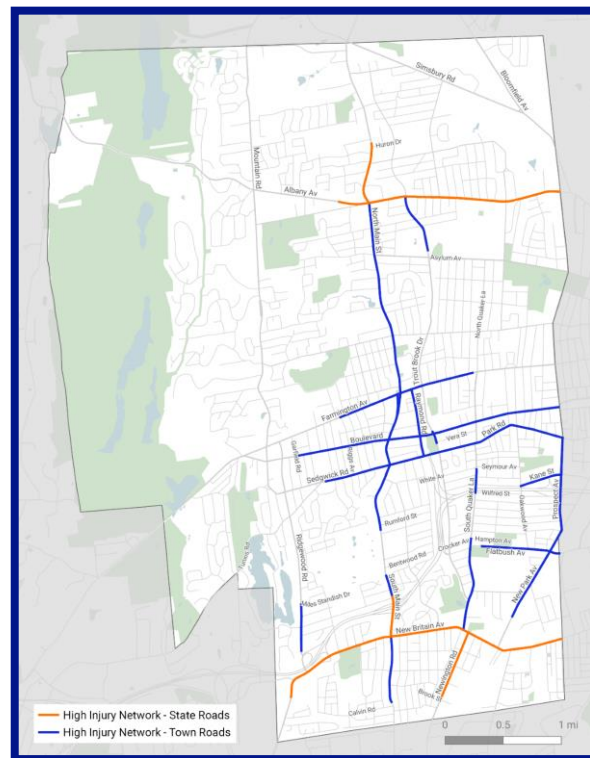 Simsbury Rd
Bloomfield Av
Huron Dr
Mountain Rd
Albany Av
North Main St
Asylum Av
North Quaker La
Trout Brook Dr
Farmington Av
Raymond Rd
Boulevard
Vera St
Park Rd
Garfield Rd
Sedgwick Rd
White Av
Seymour Av
Kane St
Wilfred St
Oakwood Av
Prospect Av
South Quaker La
Rumford St
Crocker Av
Hampton Av
Flatbush Av
Ridgewood Rd
Bentwood Rd
New Park Av
Miles Standish Dr
South Main St
New Britain Av
Newington Rd
Brook St
Calvin Rd
High Injury Network - State Roads
High Injury Network - Town Roads
0 0.5 1 mi